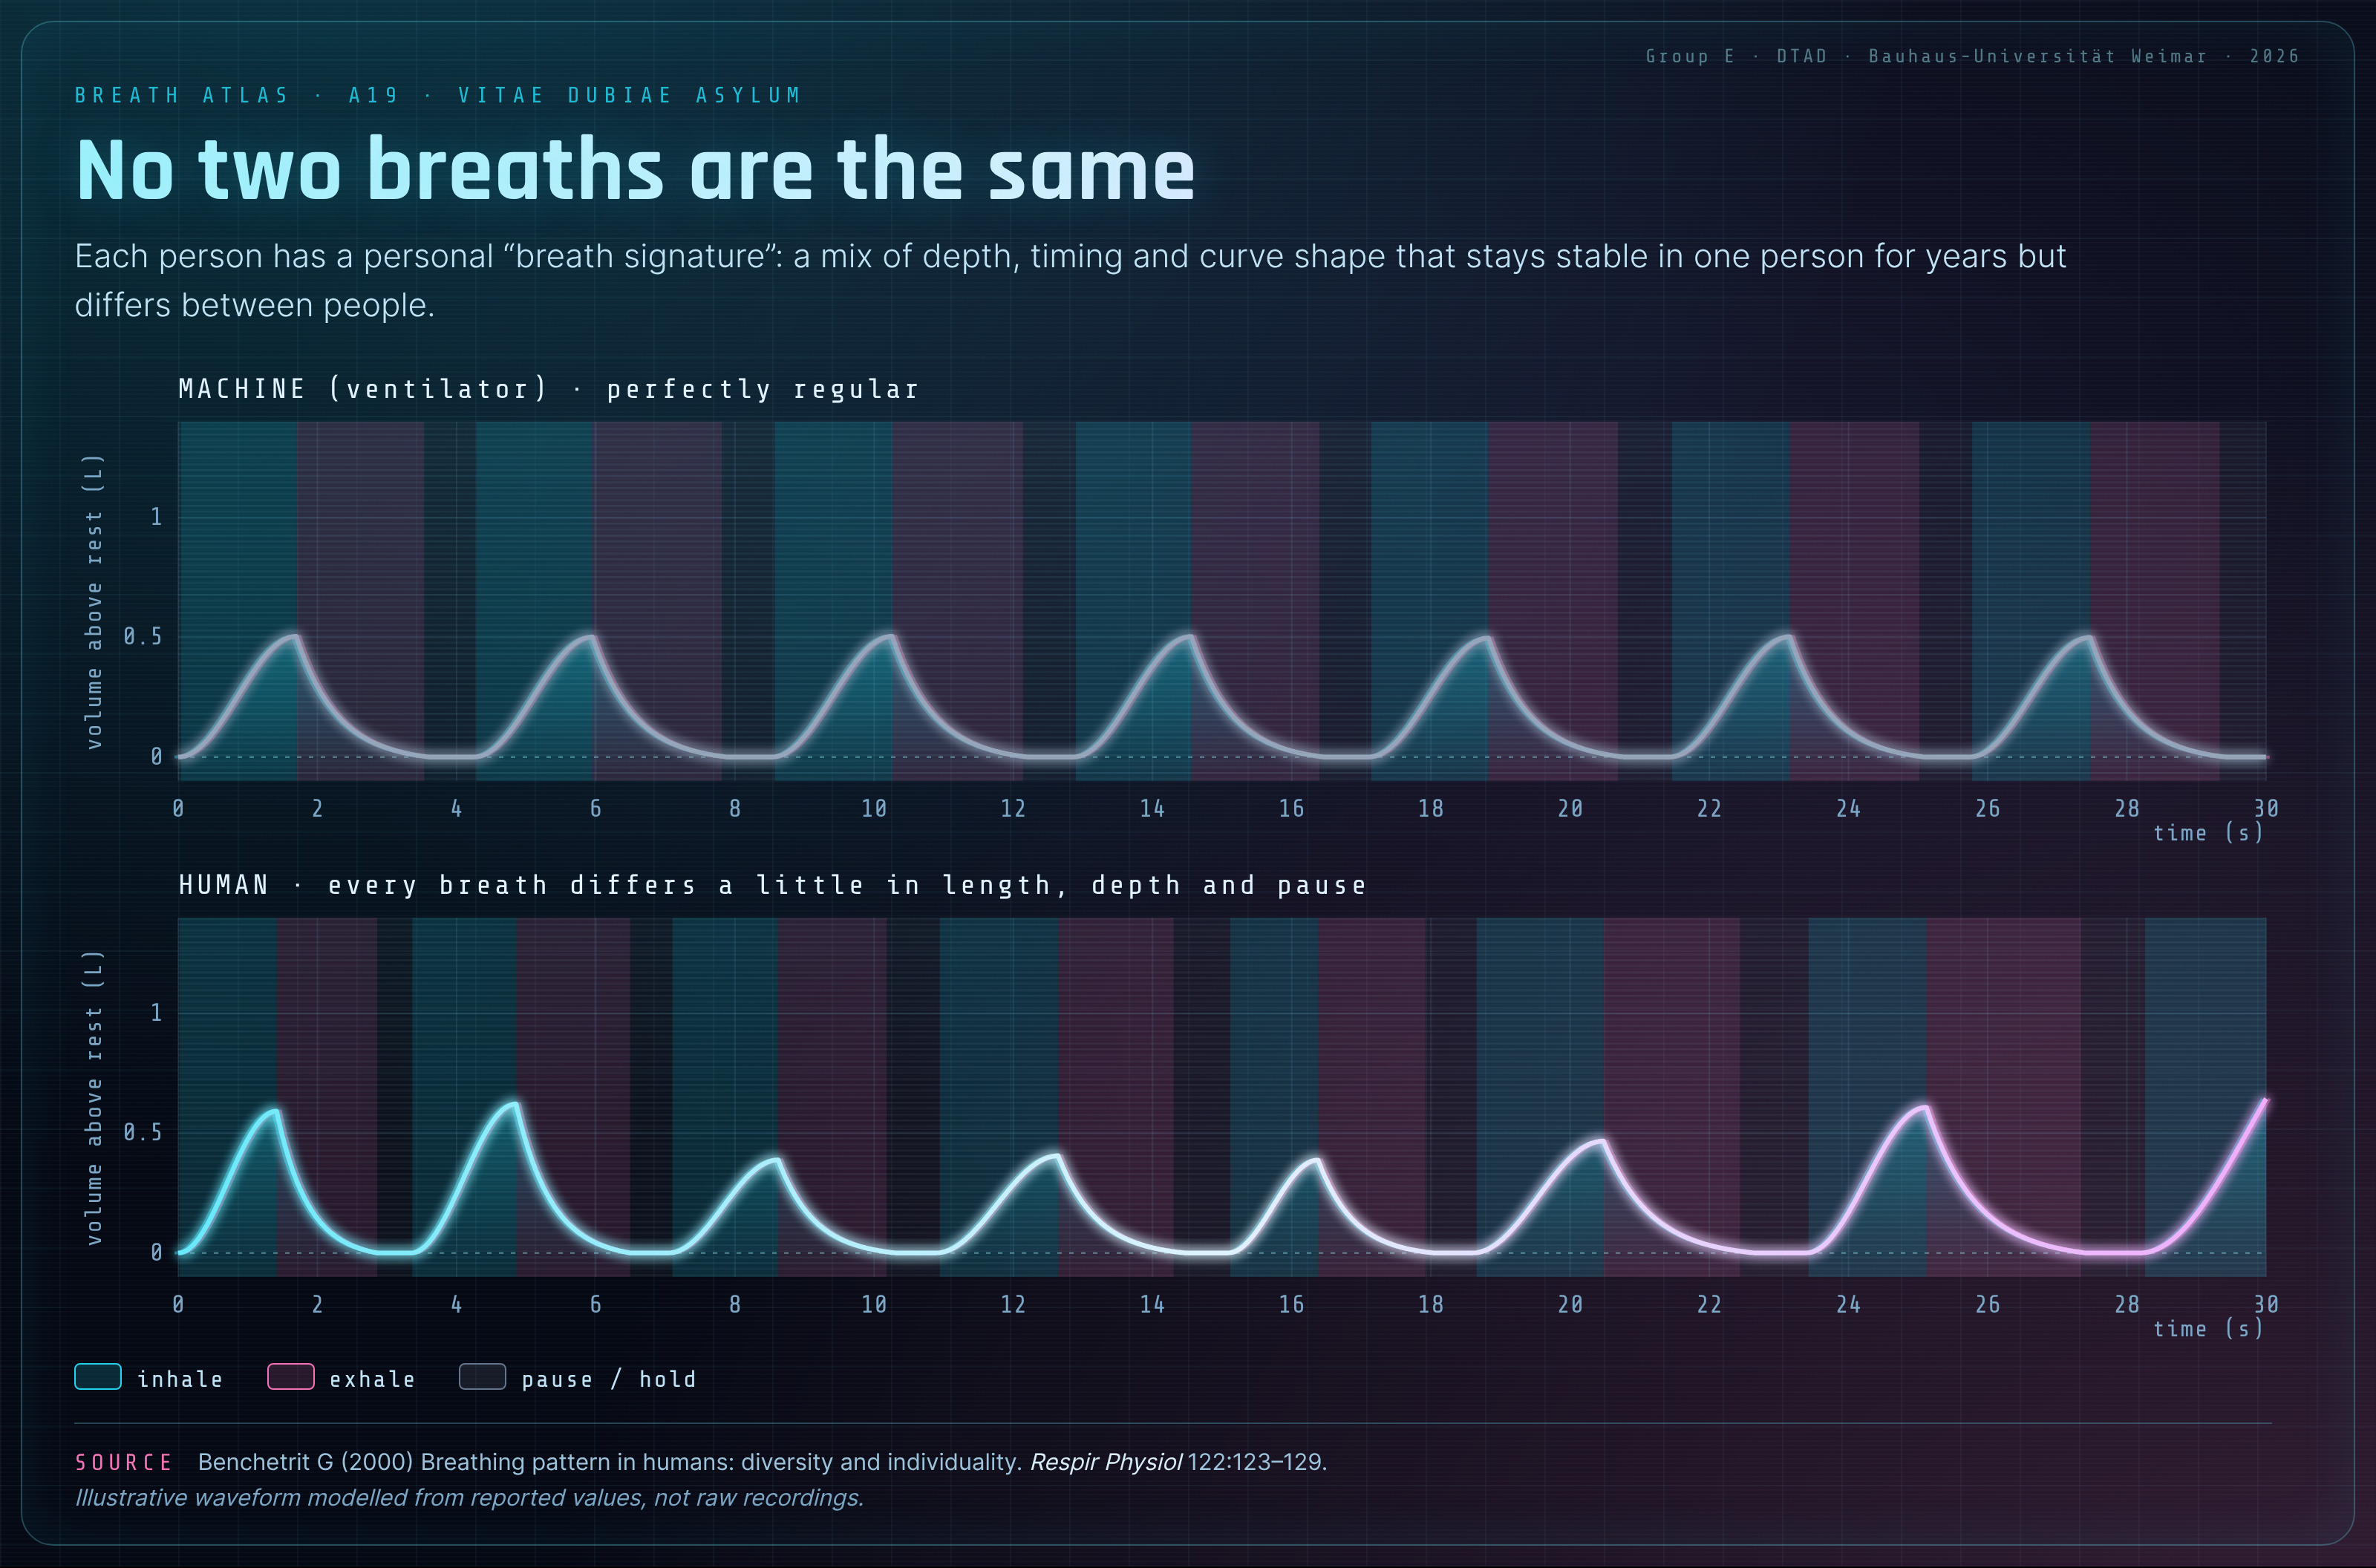 Group E · DTAD · Bauhaus-Universität Weimar · 2026
BREATH ATLAS · A19 · VITAE DUBIAE ASYLUM
No two breaths are the same
Each person has a personal “breath signature”: a mix of depth, timing and curve shape that stays stable in one person for years but
differs between people.
MACHINE (ventilator) · perfectly regular
volume above rest (L)
1
0.5
0
0 2 4 6 8 10 12 14 16 18 20 22 24 26 28 30
time (s)
HUMAN · every breath differs a little in length, depth and pause
volume above rest (L)
1
0.5
0
0 2 4 6 8 10 12 14 16 18 20 22 24 26 28 30
time (s)
inhale exhale pause / hold
SOURCE Benchetrit G (2000) Breathing pattern in humans: diversity and individuality. Respir Physiol 122:123–129.
Illustrative waveform modelled from reported values, not raw recordings.